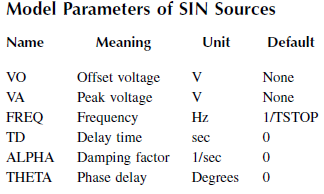 Model Parameters of SIN Sources
Name Meaning Unit Default
VO Offset voltage V None
VA Peak voltage V None
FREQ Frequency Hz 1/TSTOP
TD Delay time sec 0
ALPHA Damping factor 1/sec 0
THETA Phase delay Degrees 0